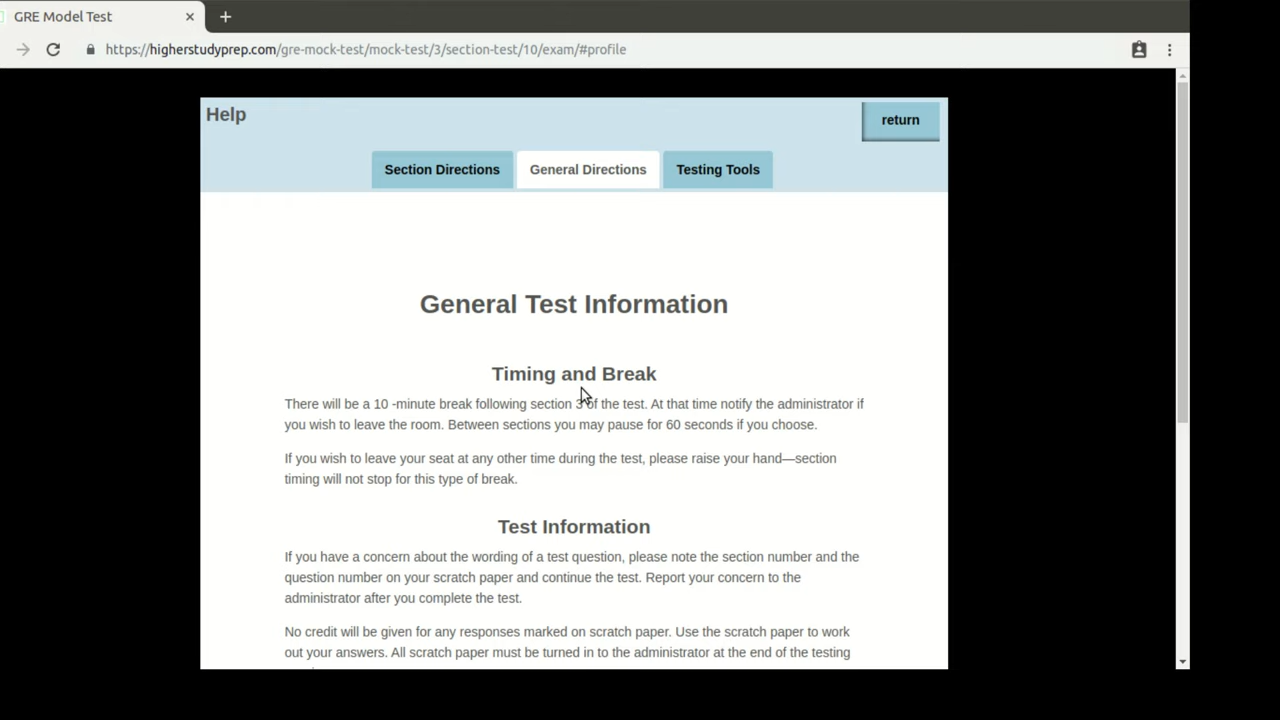 GRE Model Test
https://higherstudyprep.com/gre-mock-test/mock-test/3/section-test/10/exam/#profile
Help
return
Section Directions
General Directions
Testing Tools
General Test Information
Timing and Break
There will be a 10 -minute break following section 3 of the test. At that time notify the administrator if
you wish to leave the room. Between sections you may pause for 60 seconds if you choose.
If you wish to leave your seat at any other time during the test, please raise your hand—section
timing will not stop for this type of break.
Test Information
If you have a concern about the wording of a test question, please note the section number and the
question number on your scratch paper and continue the test. Report your concern to the
administrator after you complete the test.
No credit will be given for any responses marked on scratch paper. Use the scratch paper to work
out your answers. All scratch paper must be turned in to the administrator at the end of the testing